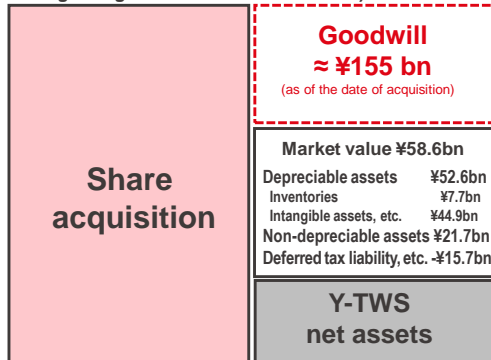 Share
acquisition
Goodwill
≈ ¥155 bn
(as of the date of acquisition)
Market value ¥58.6bn
Depreciable assets ¥52.6bn
Inventories ¥7.7bn
Intangible assets, etc. ¥44.9bn
Non-depreciable assets ¥21.7bn
Deferred tax liability, etc. -¥15.7bn
Y-TWS
net assets